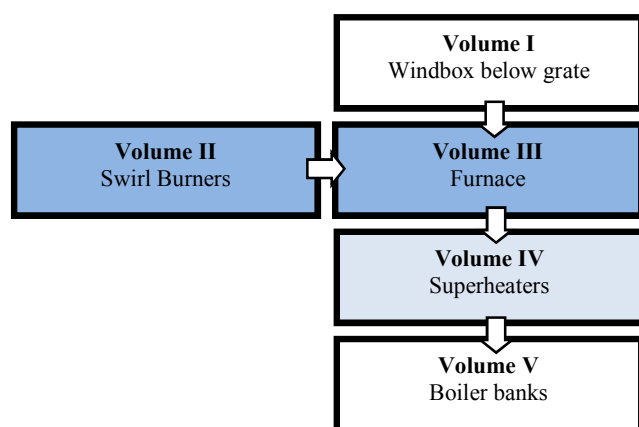 Volume I
Windbox below grate
Volume II
Swirl Burners
Volume III
Furnace
Volume IV
Superheaters
Volume V
Boiler banks